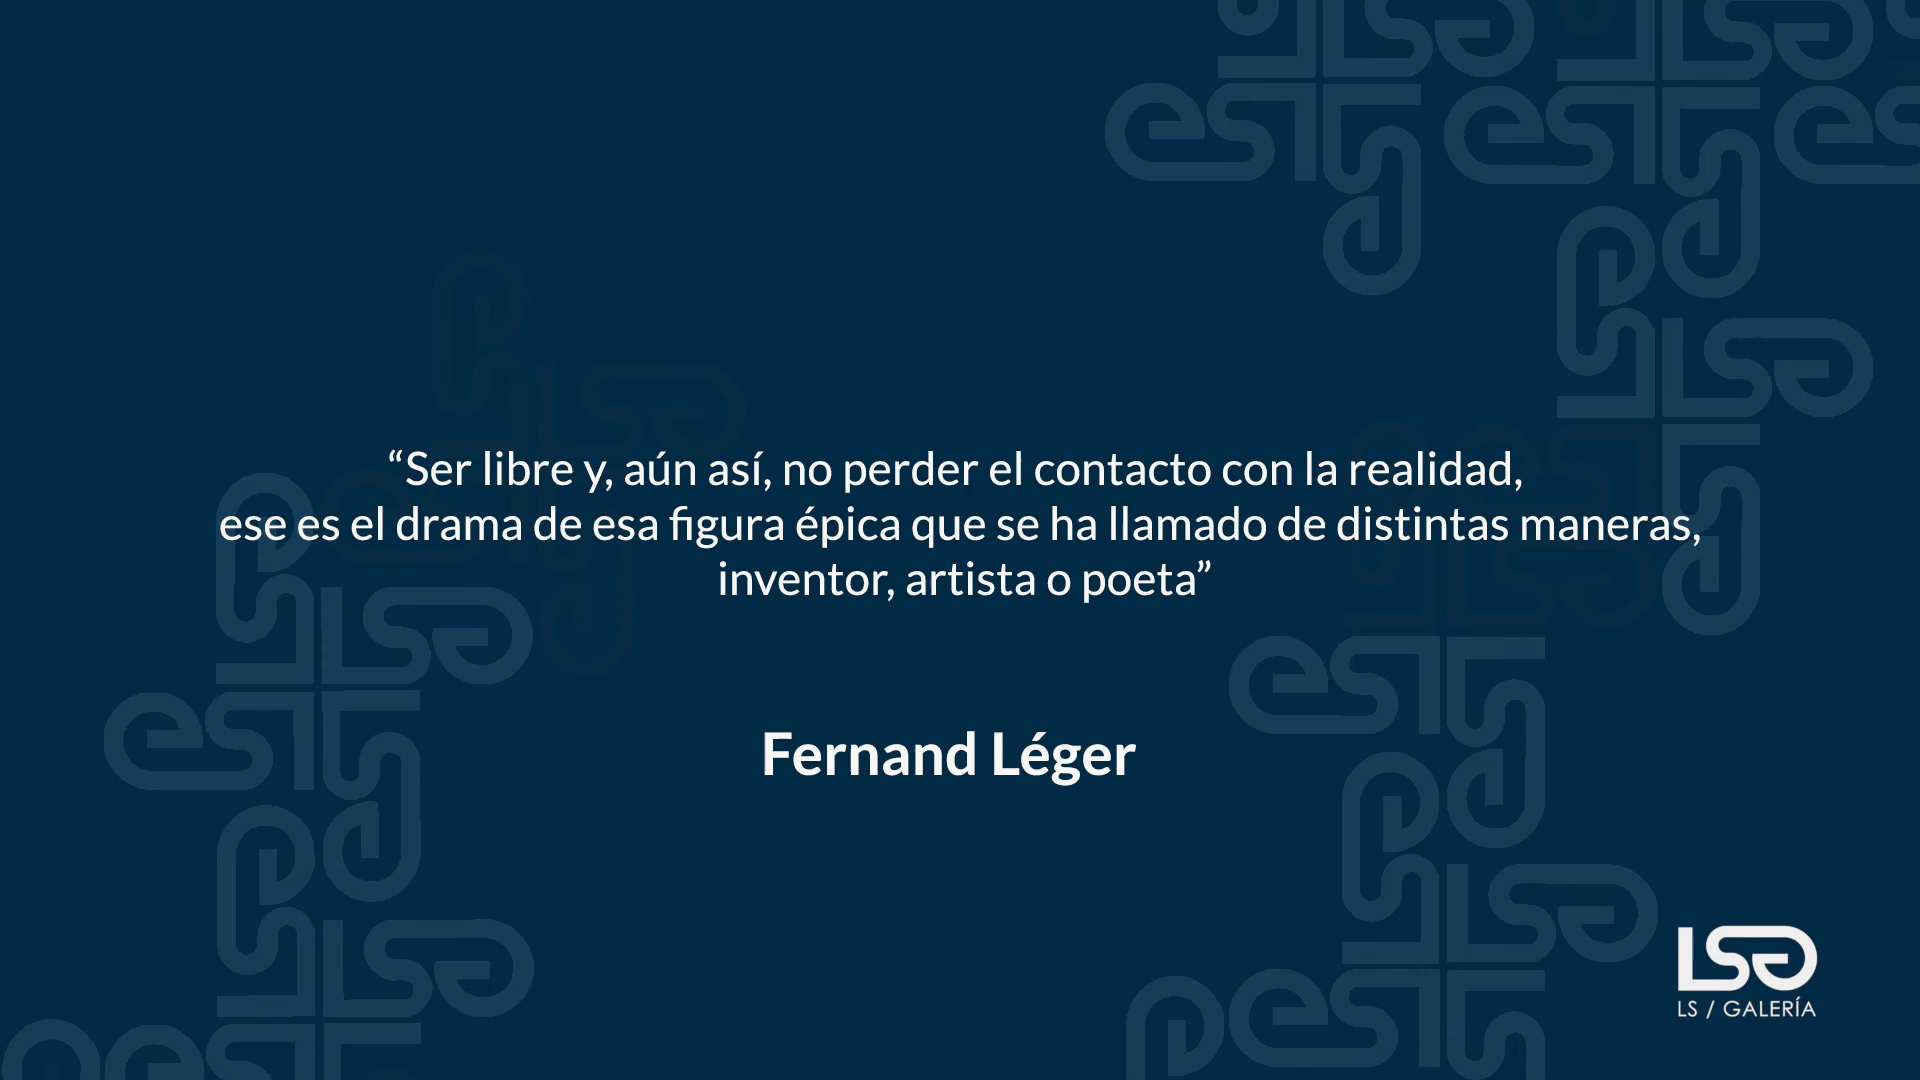 “Ser libre y, aún así, no perder el contacto con la realidad,
ese es el drama de esa figura épica que se ha llamado de distintas maneras,
inventor, artista o poeta”
Fernand Léger
LSG
LS / GALERÍA